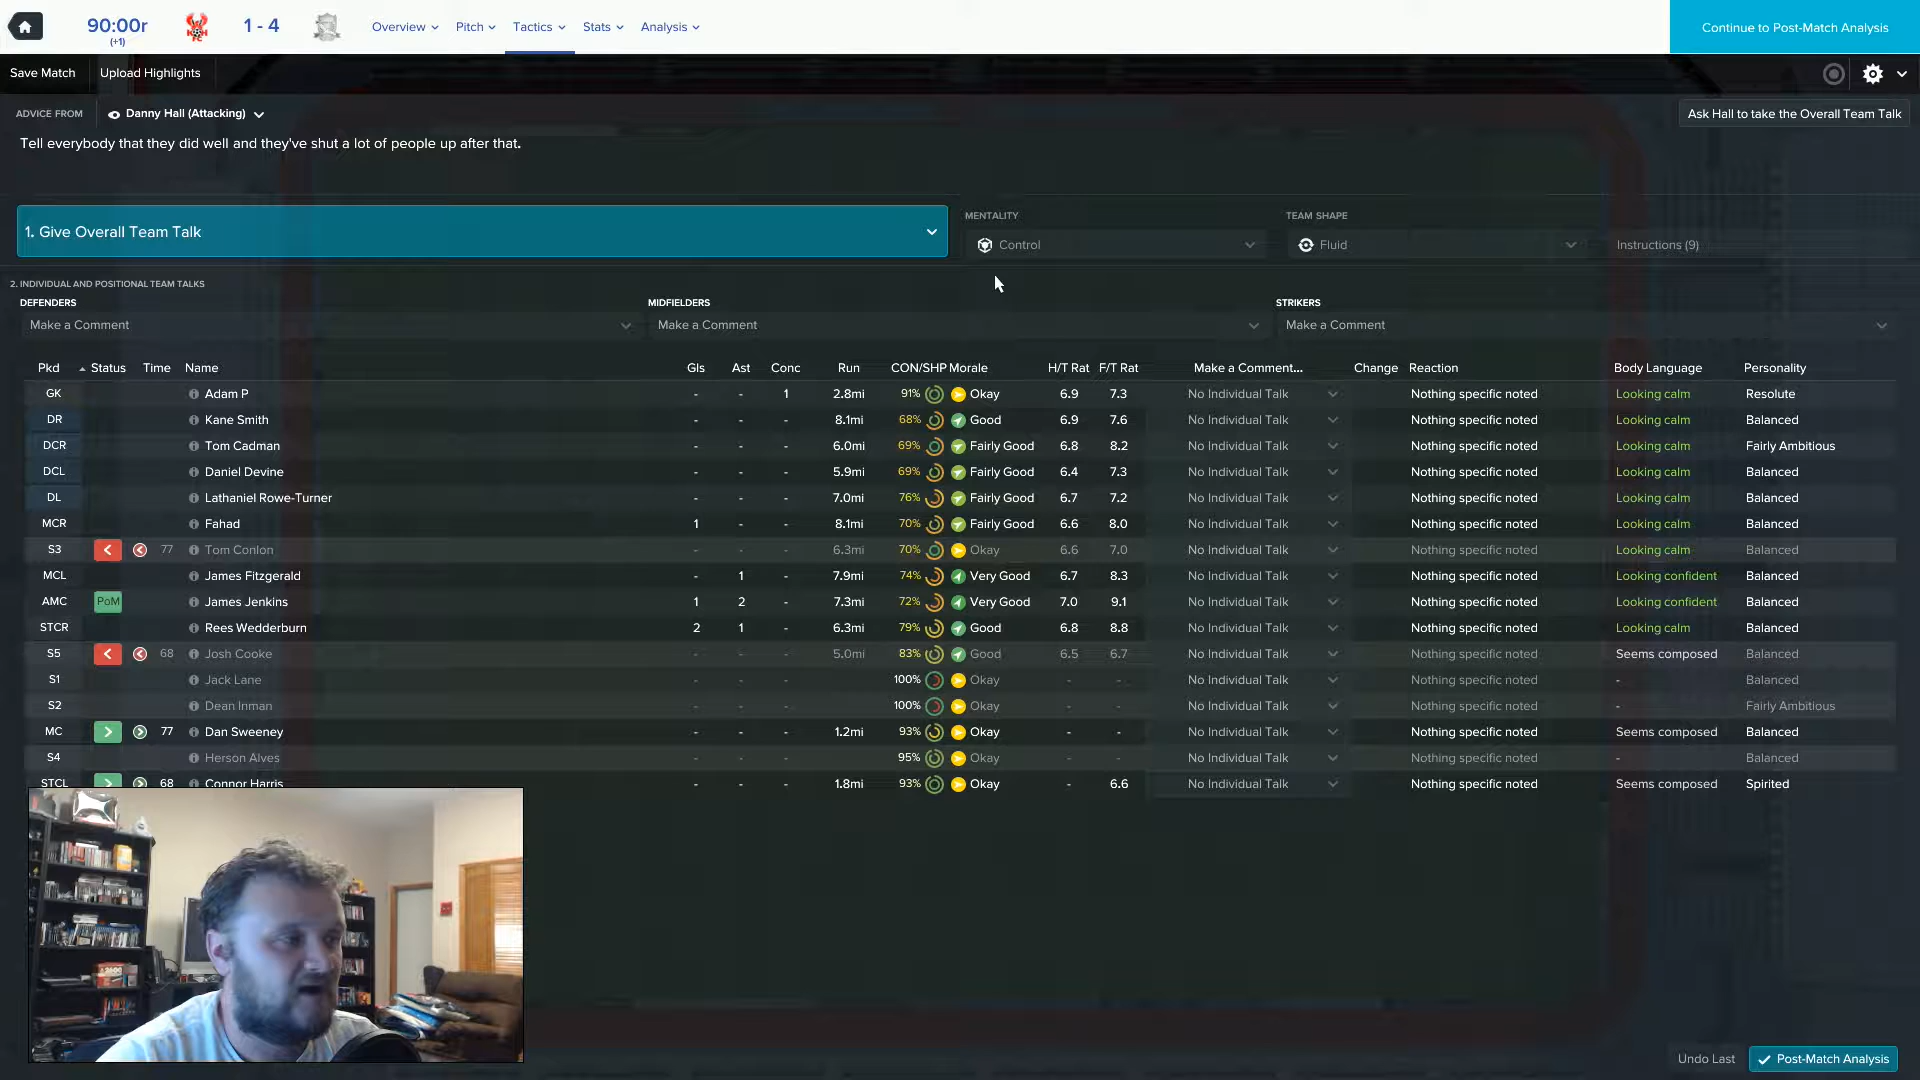 90:00r
(+1)
1 - 4
Overview
Pitch
Tactics
Stats
Analysis
Continue to Post-Match Analysis
Save Match
Upload Highlights
ADVICE FROM
Danny Hall (Attacking)
Ask Hall to take the Overall Team Talk
Tell everybody that they did well and they've shut a lot of people up after that.
1. Give Overall Team Talk
MENTALITY
Control
TEAM SHAPE
Fluid
Instructions (9)
2. INDIVIDUAL AND POSITIONAL TEAM TALKS
DEFENDERS
MIDFIELDERS
STRIKERS
Make a Comment
Make a Comment
Make a Comment
Pkd Status Time Name Gls Ast Conc Run CON/SHP Morale H/T Rat F/T Rat Make a Comment... Change Reaction Body Language Personality
GK Adam P - - 1 2.8mi 91% Okay 6.9 7.3 No Individual Talk Nothing specific noted Looking calm Resolute
DR Kane Smith - - - 8.1mi 68% Good 6.9 7.6 No Individual Talk Nothing specific noted Looking calm Balanced
DCR Tom Cadman - - - 6.0mi 69% Fairly Good 6.8 8.2 No Individual Talk Nothing specific noted Looking calm Fairly Ambitious
DCL Daniel Devine - - - 5.9mi 69% Fairly Good 6.4 7.3 No Individual Talk Nothing specific noted Looking calm Balanced
DL Lathaniel Rowe-Turner - - - 7.0mi 76% Fairly Good 6.7 7.2 No Individual Talk Nothing specific noted Looking calm Balanced
MCR Fahad 1 - - 8.1mi 70% Fairly Good 6.6 8.0 No Individual Talk Nothing specific noted Looking calm Balanced
S3 77 Tom Conlon - - - 6.3mi 70% Okay 6.6 7.0 No Individual Talk Nothing specific noted Looking calm Balanced
MCL James Fitzgerald - 1 - 7.9mi 74% Very Good 6.7 8.3 No Individual Talk Nothing specific noted Looking confident Balanced
AMC PoM James Jenkins 1 2 - 7.3mi 72% Very Good 7.0 9.1 No Individual Talk Nothing specific noted Looking confident Balanced
STCR Rees Wedderburn 2 1 - 6.3mi 79% Good 6.8 8.8 No Individual Talk Nothing specific noted Looking calm Balanced
S5 68 Josh Cooke - - - 5.0mi 83% Good 6.5 6.7 No Individual Talk Nothing specific noted Seems composed Balanced
S1 Jack Lane - - - 100% Okay - - No Individual Talk Nothing specific noted - Balanced
S2 Dean Inman - - - 100% Okay - - No Individual Talk Nothing specific noted - Fairly Ambitious
MC 77 Dan Sweeney - - - 1.2mi 93% Okay - - No Individual Talk Nothing specific noted Seems composed Balanced
S4 Herson Alves - - - 95% Okay - - No Individual Talk Nothing specific noted - Balanced
STCL 68 Connor Harris - - - 1.8mi 93% Okay - 6.6 No Individual Talk Nothing specific noted Seems composed Spirited
Undo Last
Post-Match Analysis